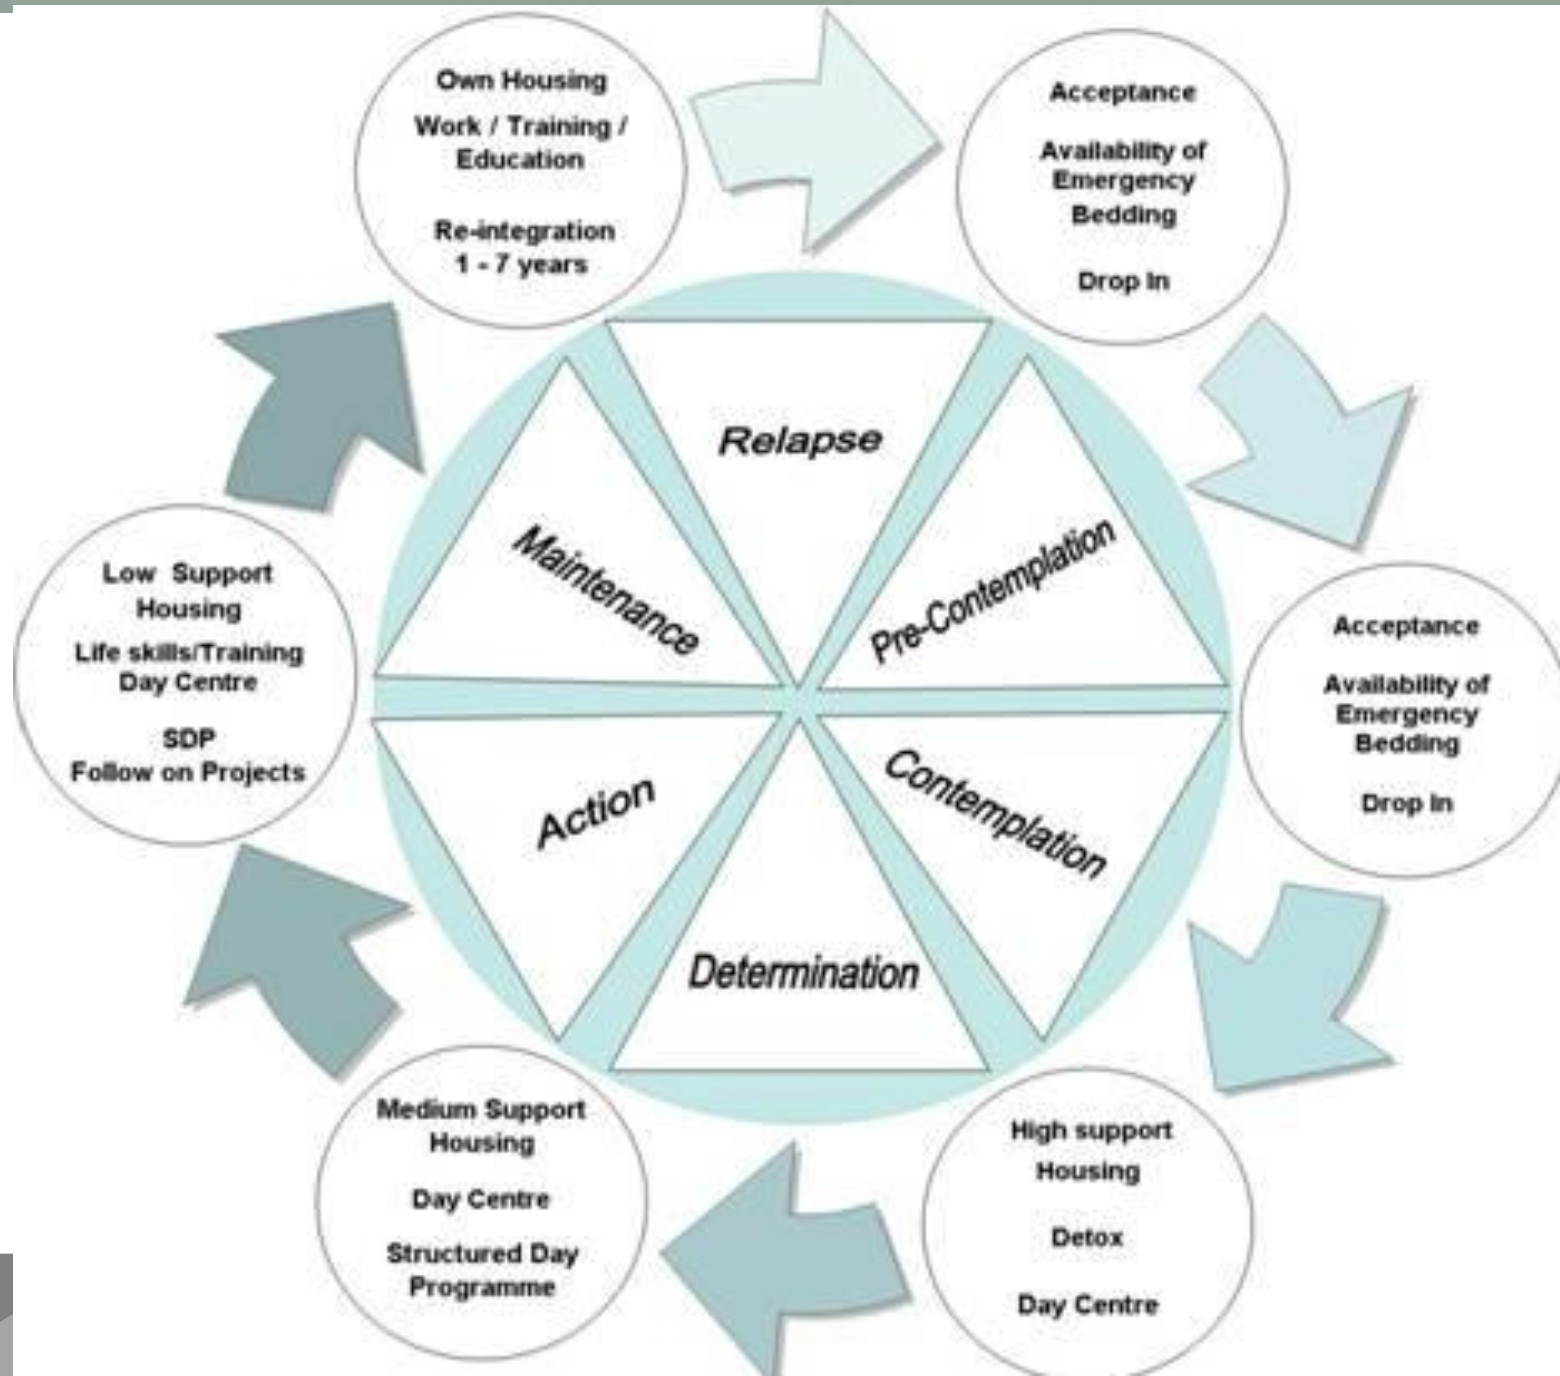 Own Housing
Work / Training /
Education
Re-integration
1 - 7 years
Acceptance
Availability of
Emergency
Bedding
Drop In
Acceptance
Availability of
Emergency
Bedding
Drop In
High support
Housing
Detox
Day Centre
Medium Support
Housing
Day Centre
Structured Day
Programme
Low Support
Housing
Life skills/Training
Day Centre
SDP
Follow on Projects
Relapse
Pre-Contemplation
Contemplation
Determination
Action
Maintenance